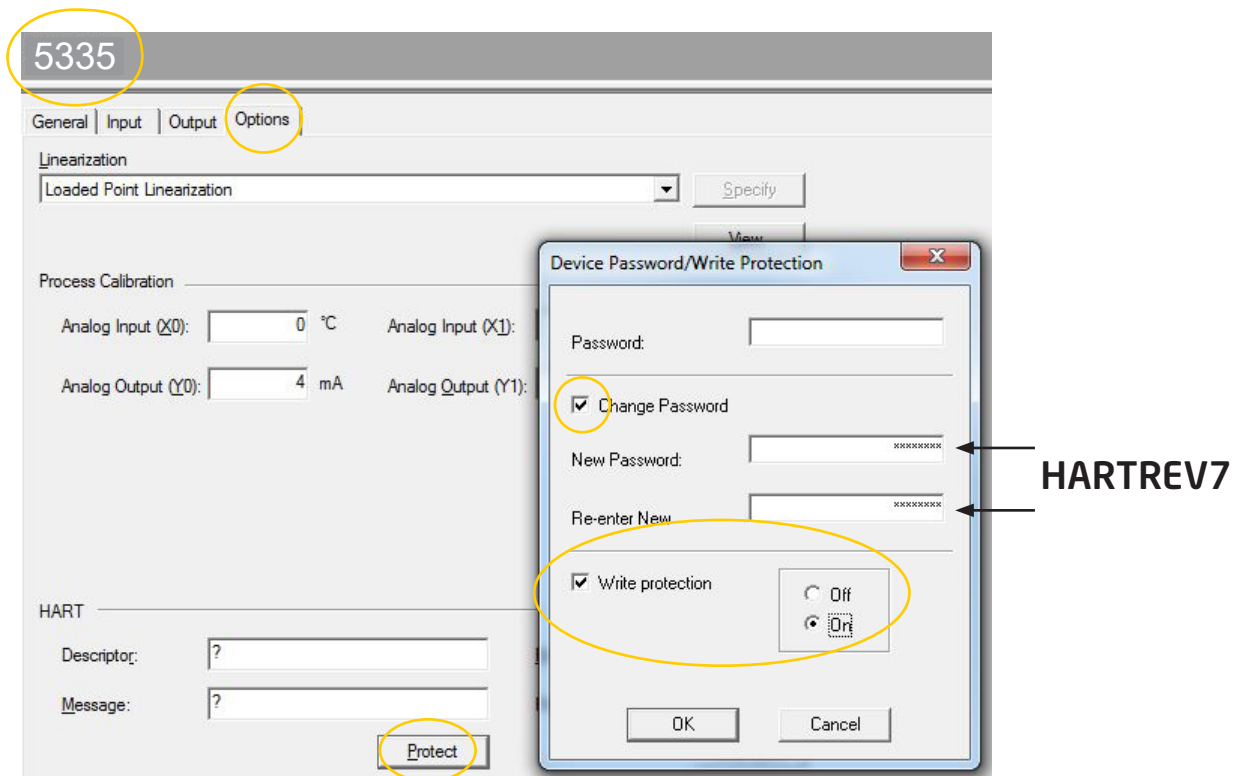 5335
General Input Output Options
Linearization
Loaded Point Linearization
Specify
View
Process Calibration
Analog Input (X0): 0 °C Analog Input (X1):
Analog Output (Y0): 4 mA Analog Output (Y1):
HART
Descriptor: ?
Message: ?
Protect
Device Password/Write Protection
Password:
Change Password
New Password: ********
Re-enter New ********
Write protection
Off
On
OK Cancel
HARTREV7